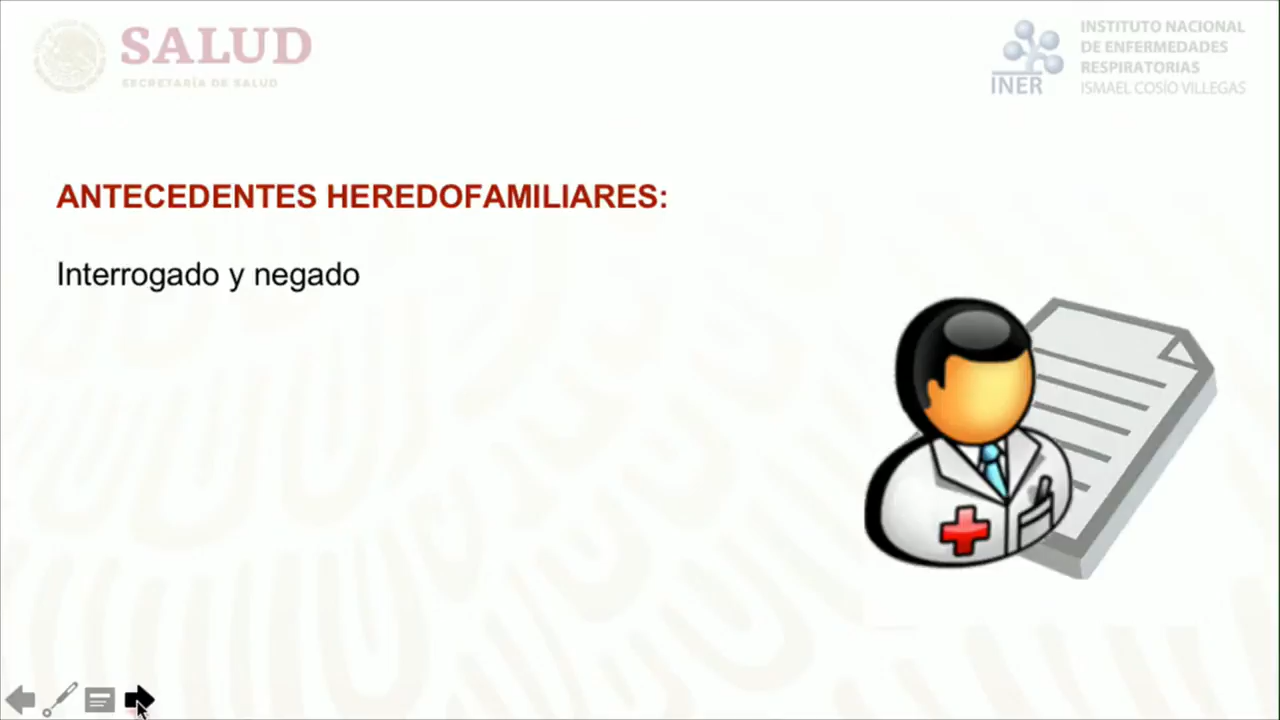 SALUD
SECRETARÍA DE SALUD
INER
INSTITUTO NACIONAL
DE ENFERMEDADES
RESPIRATORIAS
ISMAEL COSÍO VILLEGAS
ANTECEDENTES HEREDOFAMILIARES:
Interrogado y negado